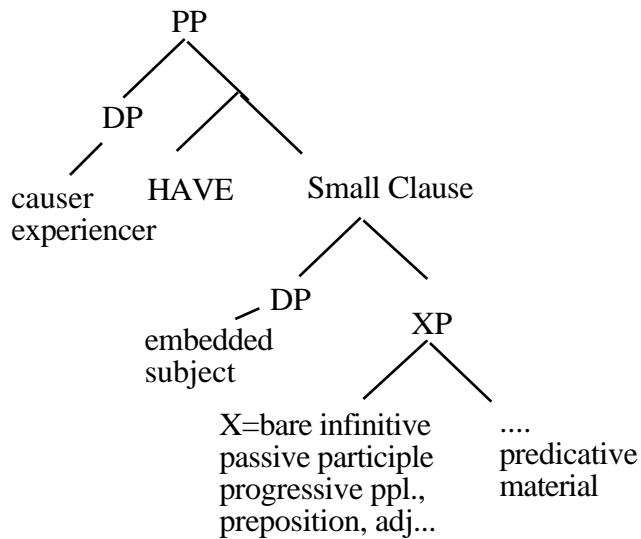 PP
DP
HAVE
Small Clause
causer
experiencer
DP
XP
embedded
subject
X=bare infinitive
passive participle
progressive ppl.,
preposition, adj...
....
predicative
material